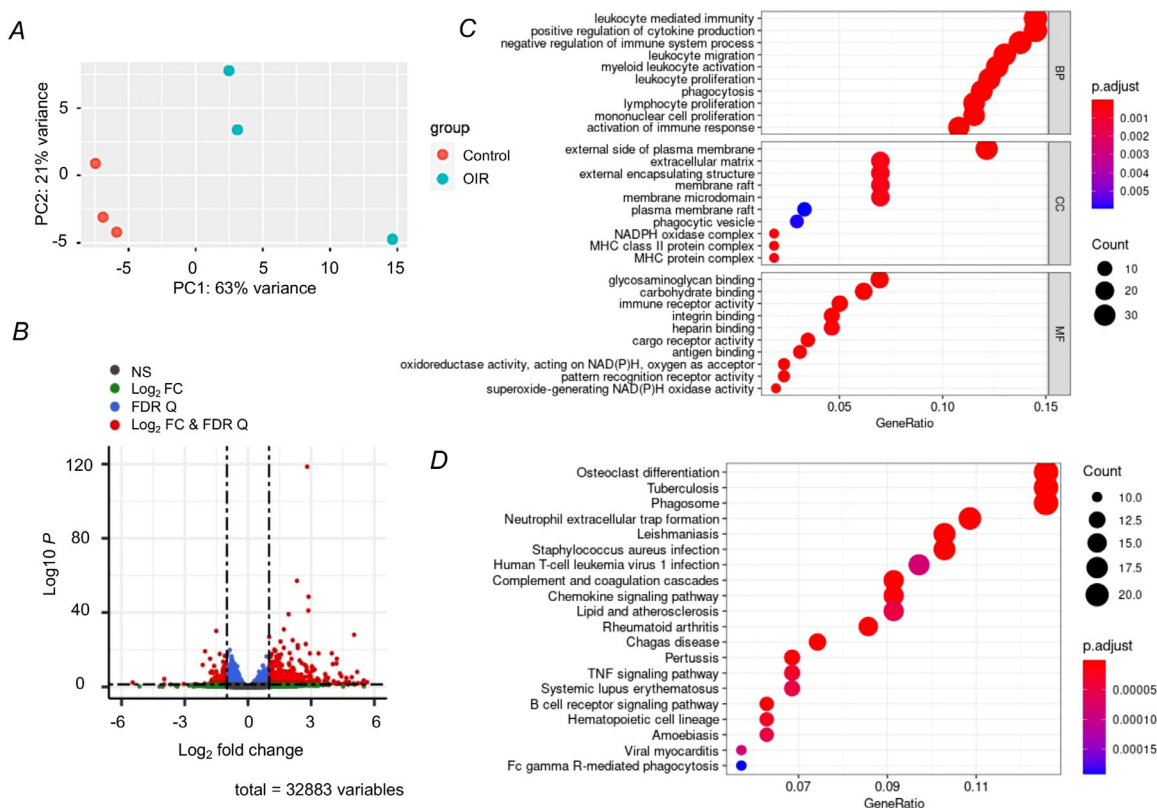 A
5
0
-5
PC2: 21% variance
-5
0
5
10
15
PC1: 63% variance
group
Control
OIR
B
NS
Log2 FC
FDR Q
Log2 FC & FDR Q
120
80
40
0
Log10 P
-6
-3
0
3
6
Log2 fold change
total = 32883 variables
C
leukocyte mediated immunity
positive regulation of cytokine production
negative regulation of immune system process
leukocyte migration
myeloid leukocyte activation
leukocyte proliferation
phagocytosis
lymphocyte proliferation
mononuclear cell proliferation
activation of immune response
BP
external side of plasma membrane
extracellular matrix
external encapsulating structure
membrane raft
membrane microdomain
plasma membrane raft
phagocytic vesicle
NADPH oxidase complex
MHC class II protein complex
MHC protein complex
CC
glycosaminoglycan binding
carbohydrate binding
immune receptor activity
integrin binding
heparin binding
cargo receptor activity
antigen binding
oxidoreductase activity, acting on NAD(P)H, oxygen as acceptor
pattern recognition receptor activity
superoxide-generating NAD(P)H oxidase activity
MF
0.05
0.10
0.15
GeneRatio
p.adjust
0.001
0.002
0.003
0.004
0.005
Count
10
20
30
D
Osteoclast differentiation
Tuberculosis
Phagosome
Neutrophil extracellular trap formation
Leishmaniasis
Staphylococcus aureus infection
Human T-cell leukemia virus 1 infection
Complement and coagulation cascades
Chemokine signaling pathway
Lipid and atherosclerosis
Rheumatoid arthritis
Chagas disease
Pertussis
TNF signaling pathway
Systemic lupus erythematosus
B cell receptor signaling pathway
Hematopoietic cell lineage
Amoebiasis
Viral myocarditis
Fc gamma R-mediated phagocytosis
0.07
0.09
0.11
GeneRatio
Count
10.0
12.5
15.0
17.5
20.0
p.adjust
0.00005
0.00010
0.00015